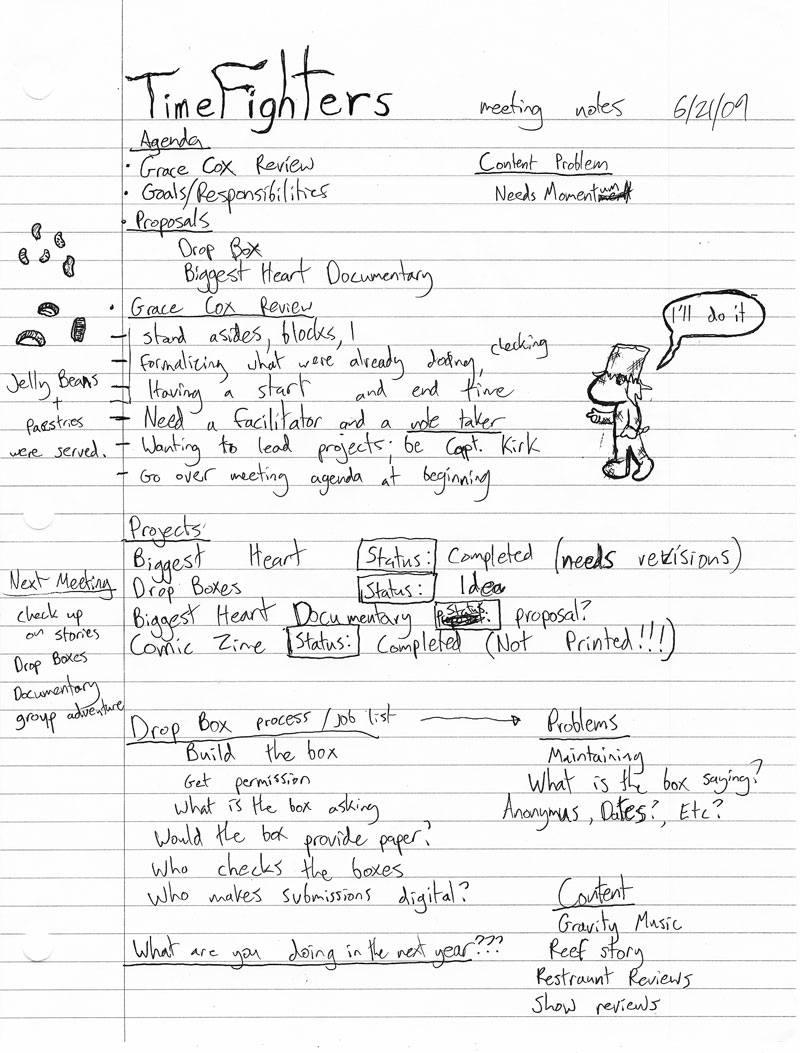 TimeFighters meeting notes 6/21/09
Agenda
• Grace Cox Review
• Goals/Responsibilities
• Proposals
Drop Box
Biggest Heart Documentary
Content Problem
Needs Momentum
• Grace Cox Review
- stand asides, blocks, |
- formalizing what were already doing, checking
- Having a start and end time
- Need a facilitator and a note taker
- Wanting to lead projects; be Capt. Kirk
- Go over meeting agenda at beginning
I'll do it
Jelly Beans
+
Paestries
were served.
Projects:
Biggest Heart Status: Completed (needs revisions)
Drop Boxes Status: Idea
Biggest Heart Documentary Status: proposal?
Comic Zine Status: Completed (Not Printed!!!)
Next Meeting
check up
on stories
Drop Boxes
Documentary
group adventure
Drop Box process/job list
Build the box
Get permission
What is the box asking
Would the box provide paper?
Who checks the boxes
Who makes submissions digital?
Problems
Maintaining
What is the box saying?
Anonymus, Dates?, Etc?
What are you doing in the next year???
Content
Gravity Music
Reef story
Restraunt Reviews
Show reviews